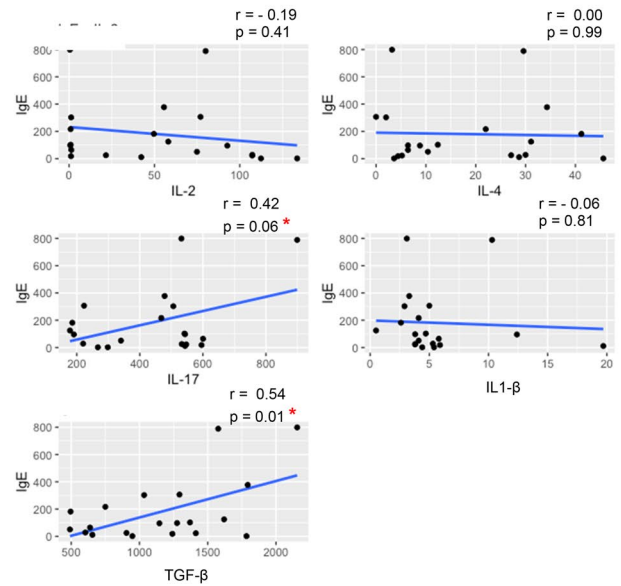 r = - 0.19
p = 0.41
800
600
400
200
0
IgE
0
50
100
IL-2
r = 0.00
p = 0.99
800
600
400
200
0
IgE
0
10
20
30
40
IL-4
r = 0.42
p = 0.06 *
800
600
400
200
0
IgE
200
400
600
800
IL-17
r = - 0.06
p = 0.81
800
600
400
200
0
IgE
0
5
10
15
20
IL1-β
r = 0.54
p = 0.01 *
800
600
400
200
0
IgE
500
1000
1500
2000
TGF-β